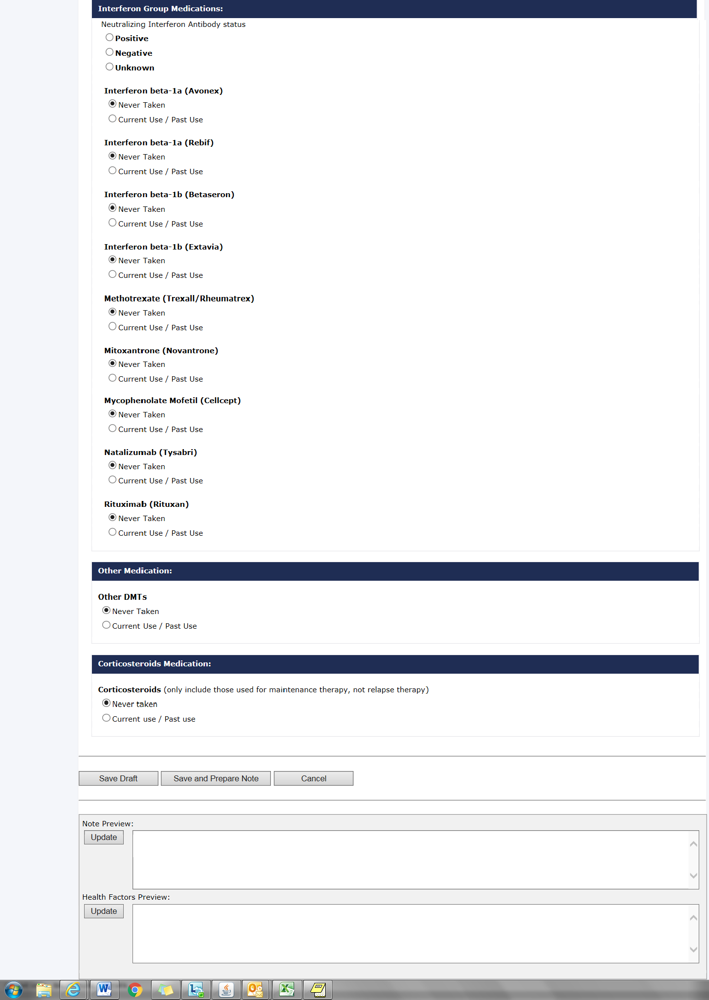 Interferon Group Medications:
Neutralizing Interferon Antibody status
Positive
Negative
Unknown
Interferon beta-1a (Avonex)
Never Taken
Current Use / Past Use
Interferon beta-1a (Rebif)
Never Taken
Current Use / Past Use
Interferon beta-1b (Betaseron)
Never Taken
Current Use / Past Use
Interferon beta-1b (Extavia)
Never Taken
Current Use / Past Use
Methotrexate (Trexall/Rheumatrex)
Never Taken
Current Use / Past Use
Mitoxantrone (Novantrone)
Never Taken
Current Use / Past Use
Mycophenolate Mofetil (Cellcept)
Never Taken
Current Use / Past Use
Natalizumab (Tysabri)
Never Taken
Current Use / Past Use
Rituximab (Rituxan)
Never Taken
Current Use / Past Use
Other Medication:
Other DMTs
Never Taken
Current Use / Past Use
Corticosteroids Medication:
Corticosteroids (only include those used for maintenance therapy, not relapse therapy)
Never taken
Current use / Past use
Save Draft Save and Prepare Note Cancel
Note Preview:
Update
Health Factors Preview:
Update